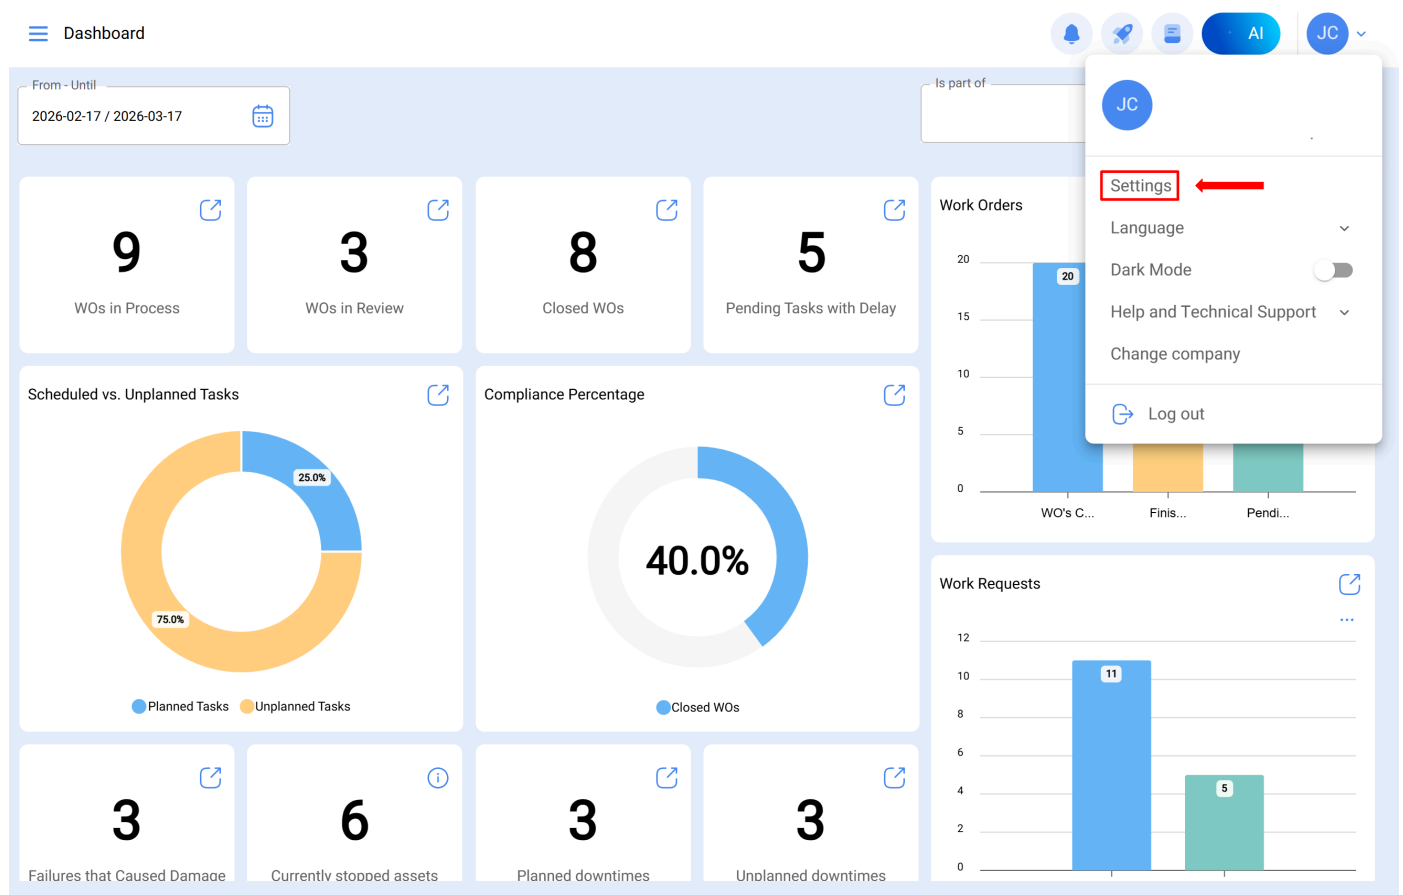 Dashboard
AI
JC
From - Until
2026-02-17 / 2026-03-17
Is part of
JC
Settings
Language
Dark Mode
Help and Technical Support
Change company
Log out
9
WOs in Process
3
WOs in Review
8
Closed WOs
5
Pending Tasks with Delay
Work Orders
20
15
10
5
0
20
WO's C...
Finis...
Pendi...
Scheduled vs. Unplanned Tasks
25.0%
75.0%
Planned Tasks
Unplanned Tasks
Compliance Percentage
40.0%
Closed WOs
Work Requests
...
12
10
8
6
4
2
0
11
5
3
Failures that Caused Damage
6
Currently stopped assets
3
Planned downtimes
3
Unplanned downtimes